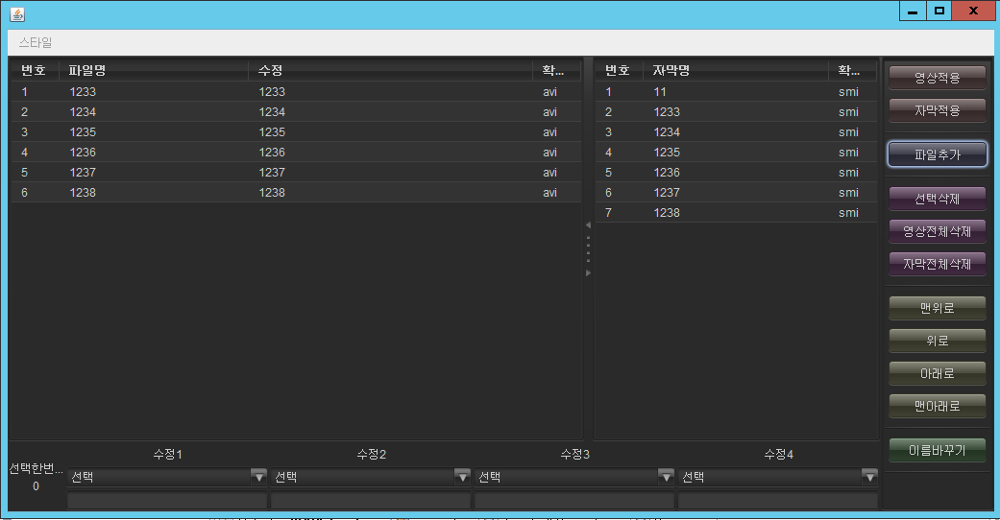 스타일
번호 파일명 수정 확...
1 1233 1233 avi
2 1234 1234 avi
3 1235 1235 avi
4 1236 1236 avi
5 1237 1237 avi
6 1238 1238 avi
번호 자막명 확...
1 11 smi
2 1233 smi
3 1234 smi
4 1235 smi
5 1236 smi
6 1237 smi
7 1238 smi
영상적용
자막적용
파일추가
선택삭제
영상전체삭제
자막전체삭제
맨위로
위로
아래로
맨아래로
이름바꾸기
선택한번...
0
수정1 수정2 수정3 수정4
선택 선택 선택 선택